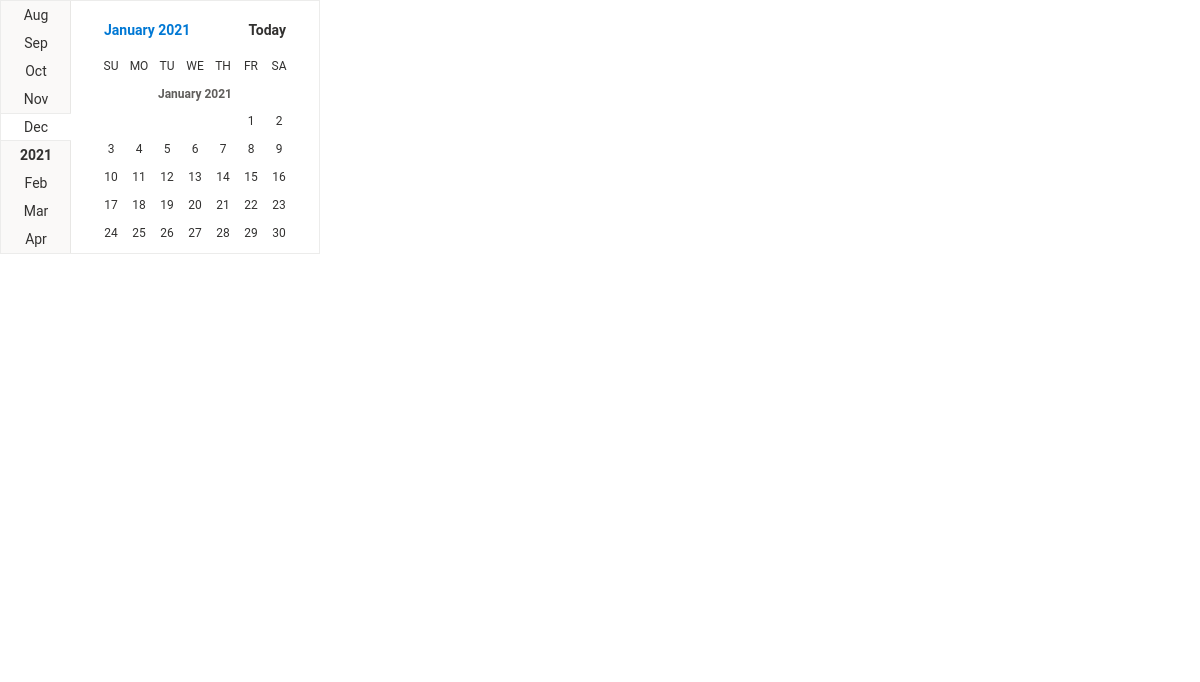 Aug
Sep
Oct
Nov
Dec
2021
Feb
Mar
Apr
January 2021 Today
SU MO TU WE TH FR SA
January 2021
1 2
3 4 5 6 7 8 9
10 11 12 13 14 15 16
17 18 19 20 21 22 23
24 25 26 27 28 29 30